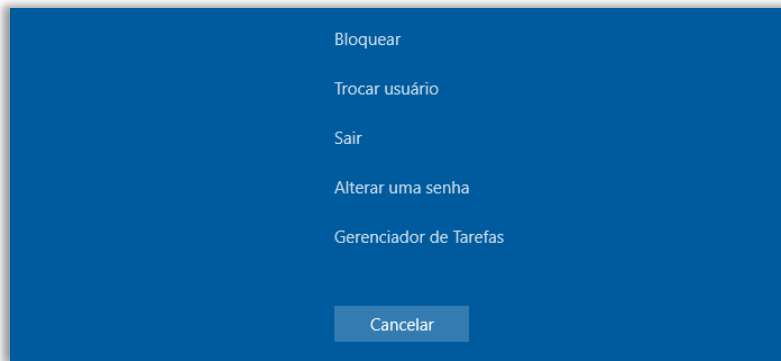 Bloquear
Trocar usuário
Sair
Alterar uma senha
Gerenciador de Tarefas
Cancelar